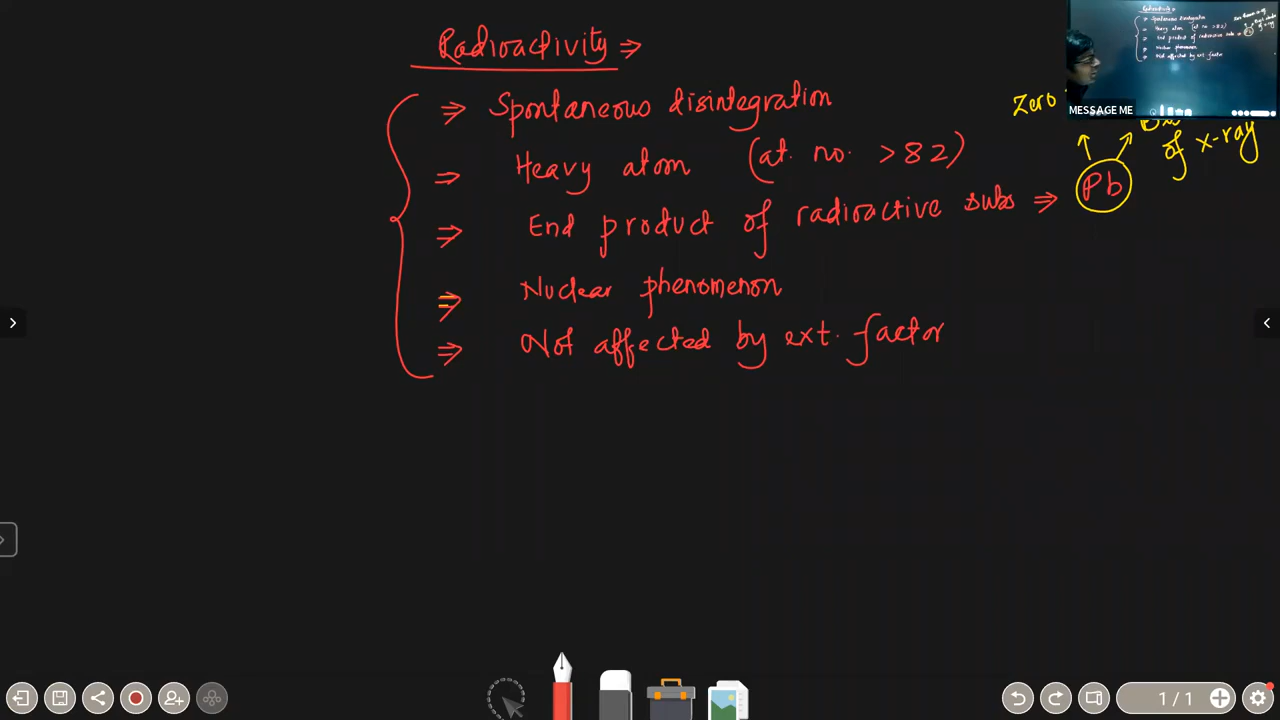 Radioactivity ⇒
⇒ Spontaneous disintegration
⇒ Heavy atom (at. no. > 82)
⇒ End product of radioactive subs ⇒ Pb
⇒ Nuclear phenomenon
⇒ Not affected by ext. factor
Zero
of x-ray
MESSAGE ME
1/1